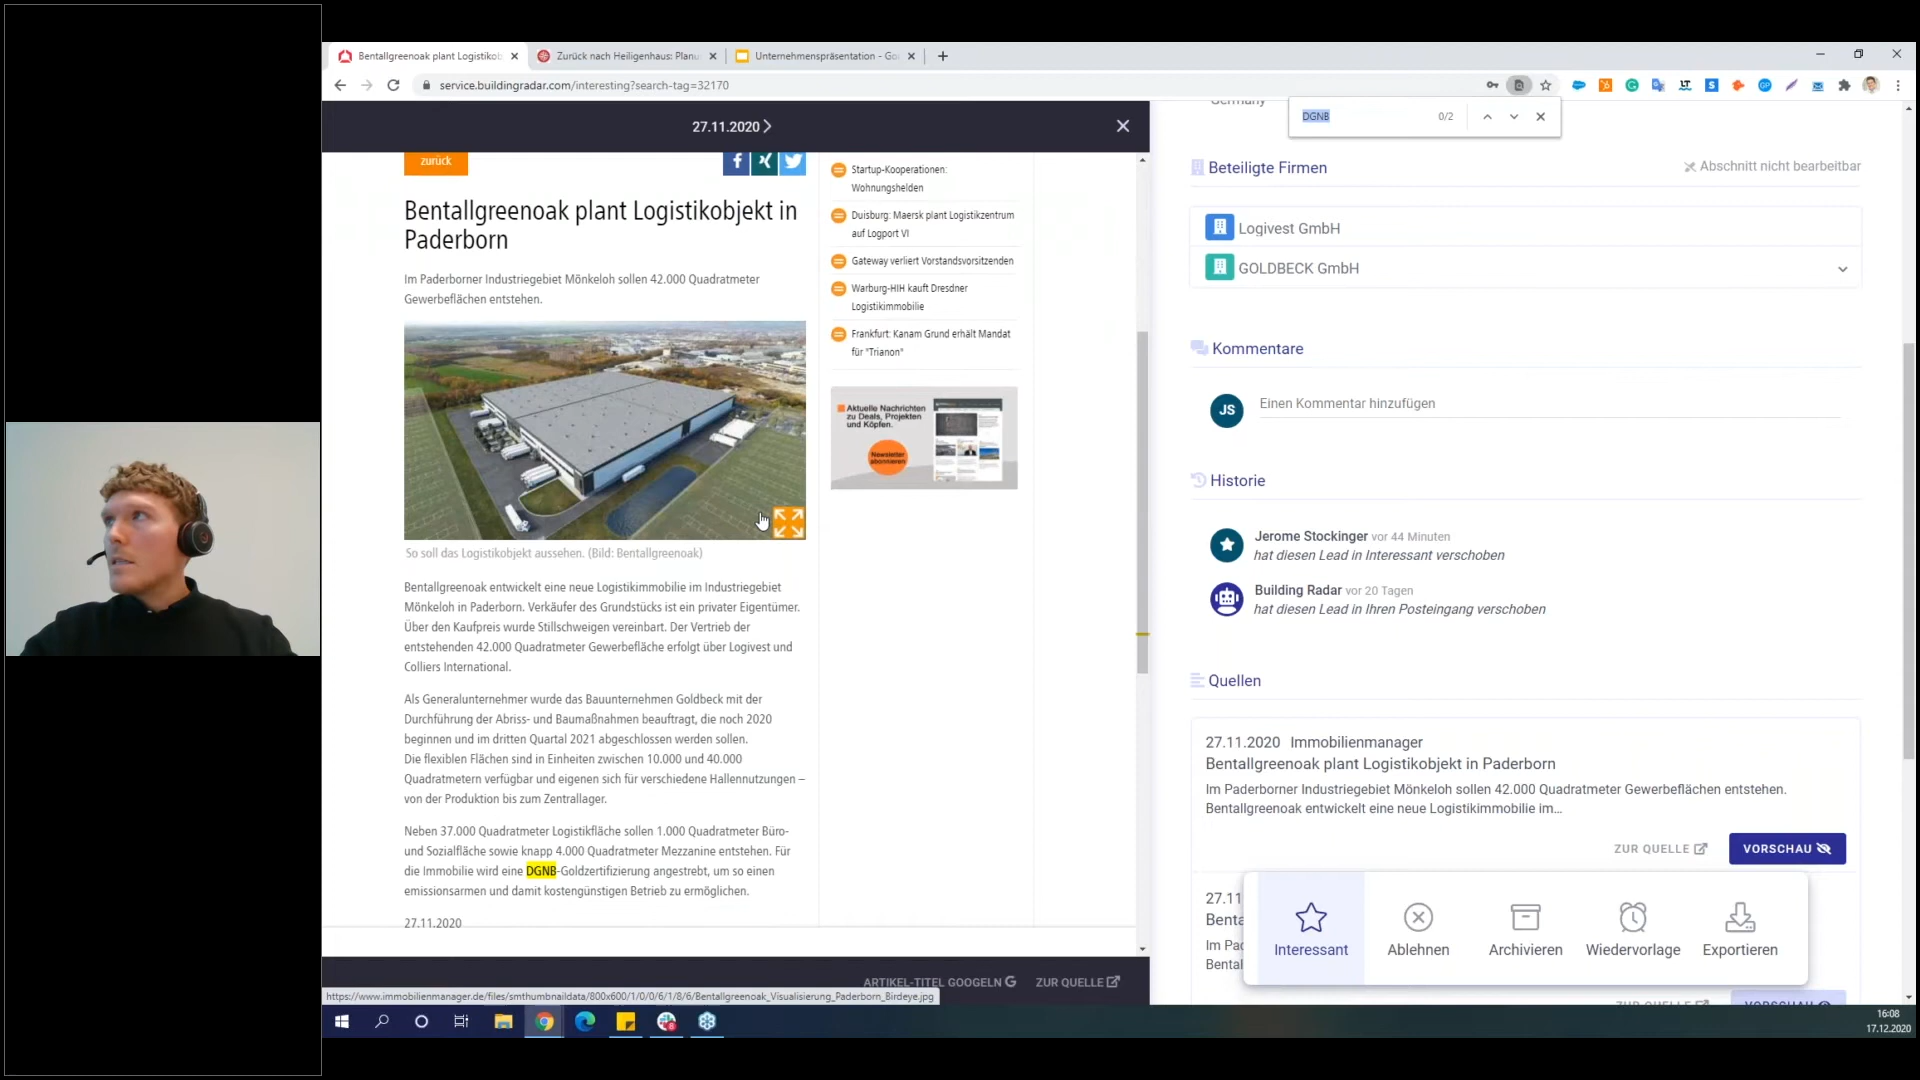 Bentallgreenoak plant Logistikob
Zurück nach Heiligenhaus: Planu
Unternehmenspräsentation - Go
service.buildingradar.com/interesting?search-tag=32170
DGNB
0/2
27.11.2020
zurück
Bentallgreenoak plant Logistikobjekt in
Paderborn
Im Paderborner Industriegebiet Mönkeloh sollen 42.000 Quadratmeter
Gewerbeflächen entstehen.
So soll das Logistikobjekt aussehen. (Bild: Bentallgreenoak)
Bentallgreenoak entwickelt eine neue Logistikimmobilie im Industriegebiet
Mönkeloh in Paderborn. Verkäufer des Grundstücks ist ein privater Eigentümer.
Über den Kaufpreis wurde Stillschweigen vereinbart. Der Vertrieb der
entstehenden 42.000 Quadratmeter Gewerbefläche erfolgt über Logivest und
Colliers International.
Als Generalunternehmer wurde das Bauunternehmen Goldbeck mit der
Durchführung der Abriss- und Baumaßnahmen beauftragt, die noch 2020
beginnen und im dritten Quartal 2021 abgeschlossen werden sollen.
Die flexiblen Flächen sind in Einheiten zwischen 10.000 und 40.000
Quadratmetern verfügbar und eigenen sich für verschiedene Hallennutzungen –
von der Produktion bis zum Zentrallager.
Neben 37.000 Quadratmeter Logistikfläche sollen 1.000 Quadratmeter Büro-
und Sozialfläche sowie knapp 4.000 Quadratmeter Mezzanine entstehen. Für
die Immobilie wird eine DGNB-Goldzertifizierung angestrebt, um so einen
emissionsarmen und damit kostengünstigen Betrieb zu ermöglichen.
27.11.2020
Startup-Kooperationen:
Wohnungshelden
Duisburg: Maersk plant Logistikzentrum
auf Logport VI
Gateway verliert Vorstandsvorsitzenden
Warburg-HIH kauft Dresdner
Logistikimmobilie
Frankfurt: Kanam Grund erhält Mandat
für "Trianon"
Aktuelle Nachrichten
zu Deals, Projekten
und Köpfen.
Newsletter
abonnieren
ARTIKEL-TITEL GOOGELN
ZUR QUELLE
https://www.immobilienmanager.de/files/smthumbnaildata/800x600/1/0/0/6/1/8/6/Bentallgreenoak_Visualisierung_Paderborn_Birdeye.jpg
Germany
Beteiligte Firmen
Abschnitt nicht bearbeitbar
Logivest GmbH
GOLDBECK GmbH
Kommentare
JS
Einen Kommentar hinzufügen
Historie
Jerome Stockinger vor 44 Minuten
hat diesen Lead in Interessant verschoben
Building Radar vor 20 Tagen
hat diesen Lead in Ihren Posteingang verschoben
Quellen
27.11.2020 Immobilienmanager
Bentallgreenoak plant Logistikobjekt in Paderborn
Im Paderborner Industriegebiet Mönkeloh sollen 42.000 Quadratmeter Gewerbeflächen entstehen.
Bentallgreenoak entwickelt eine neue Logistikimmobilie im...
ZUR QUELLE
VORSCHAU
27.11
Benta
Im Pad
Bental
Interessant
Ablehnen
Archivieren
Wiedervorlage
Exportieren
ZUR QUELLE
VORSCHAU
16:08
17.12.2020